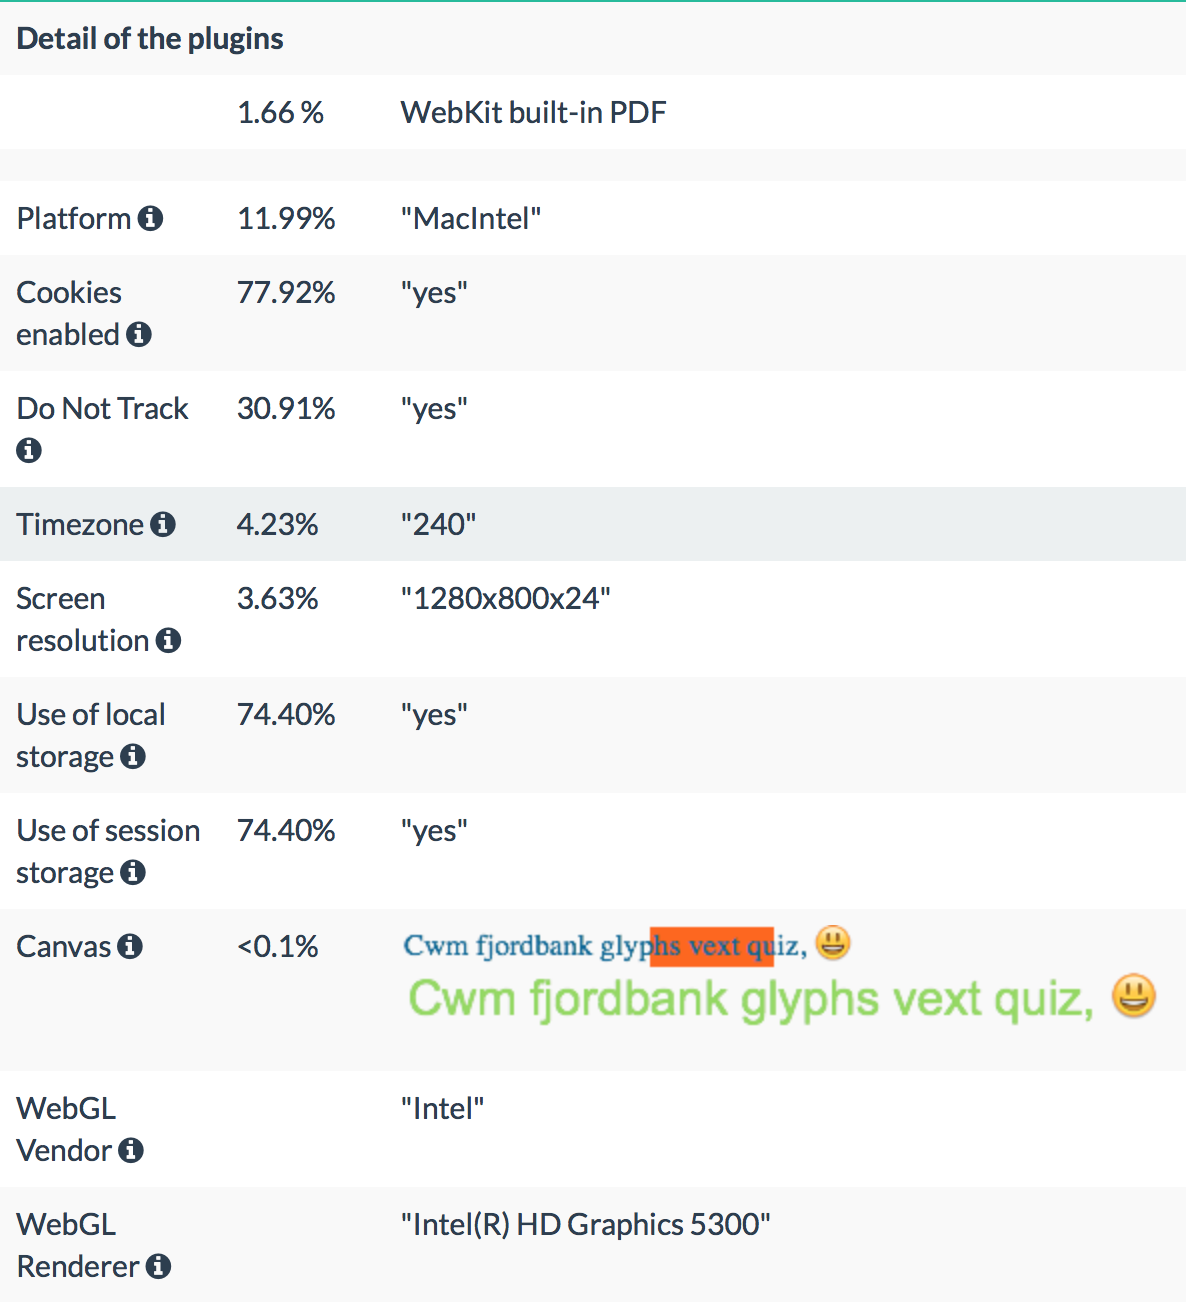 Detail of the plugins
1.66 % WebKit built-in PDF
Platform 11.99% "MacIntel"
Cookies 77.92% "yes"
enabled
Do Not Track 30.91% "yes"
Timezone 4.23% "240"
Screen 3.63% "1280x800x24"
resolution
Use of local 74.40% "yes"
storage
Use of session 74.40% "yes"
storage
Canvas <0.1% Cwm fjordbank glyphs vext quiz, 😃
Cwm fjordbank glyphs vext quiz, 😃
WebGL "Intel"
Vendor
WebGL "Intel(R) HD Graphics 5300"
Renderer